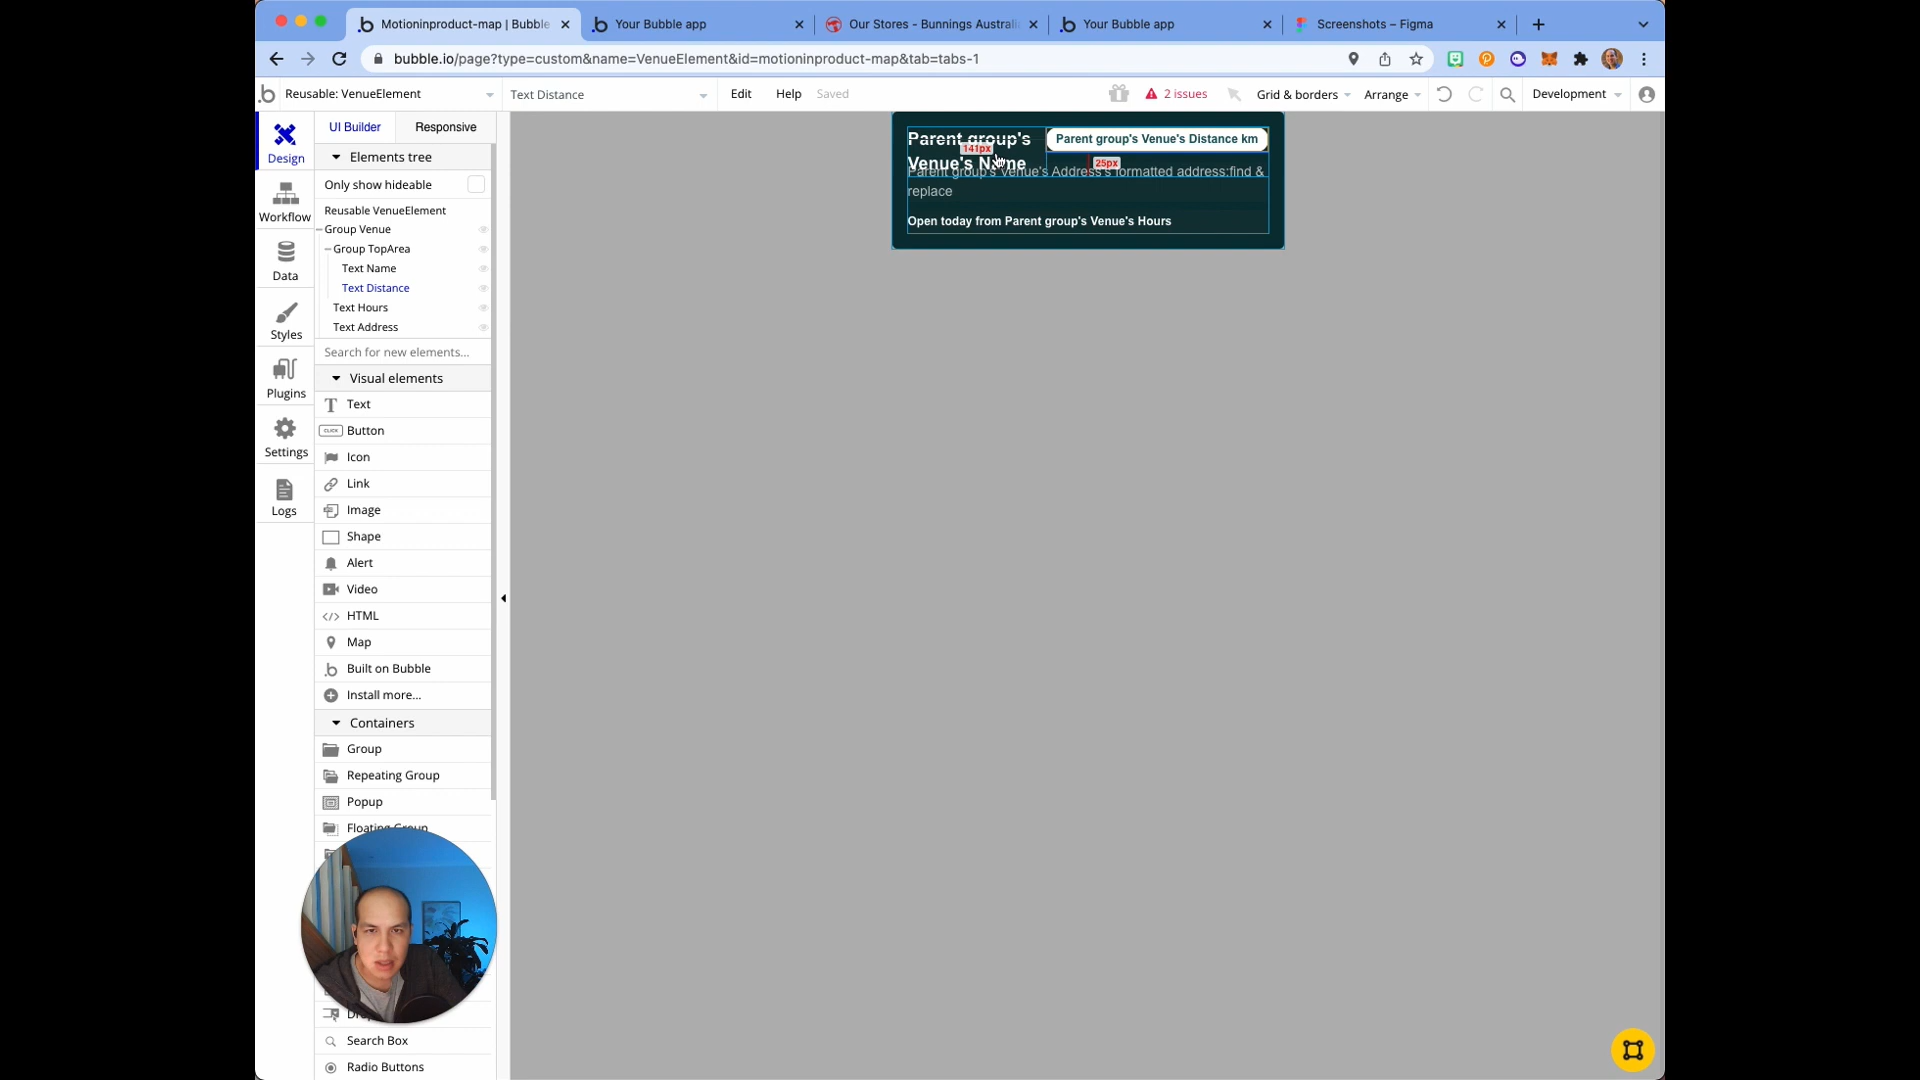 Motioninproduct-map | Bubble
Your Bubble app
Our Stores - Bunnings Australi
Your Bubble app
Screenshots – Figma
bubble.io/page?type=custom&name=VenueElement&id=motioninproduct-map&tab=tabs-1
Reusable: VenueElement
Text Distance
Edit
Help
Saved
2 issues
Grid & borders
Arrange
Development
Design
Workflow
Data
Styles
Plugins
Settings
Logs
UI Builder
Responsive
Elements tree
Only show hideable
Reusable VenueElement
Group Venue
Group TopArea
Text Name
Text Distance
Text Hours
Text Address
Search for new elements...
Visual elements
Text
Button
CLICK
Icon
Link
Image
Shape
Alert
Video
HTML
Map
Built on Bubble
Install more...
Containers
Group
Repeating Group
Popup
Floating Group
Search Box
Radio Buttons
Parent group's
Venue's Name
141px
Parent group's Venue's Distance km
25px
Parent group's Venue's Address's formatted address:find &
replace
Open today from Parent group's Venue's Hours